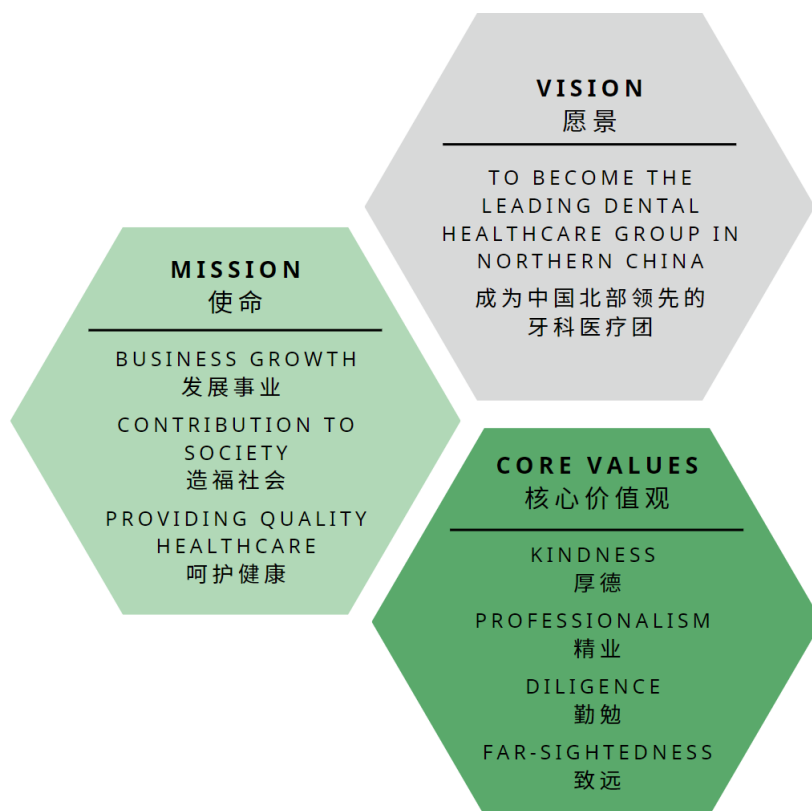 VISION
愿景
TO BECOME THE
LEADING DENTAL
HEALTHCARE GROUP IN
NORTHERN CHINA
成为中国北部领先的
牙科医疗团
MISSION
使命
BUSINESS GROWTH
发展事业
CONTRIBUTION TO
SOCIETY
造福社会
PROVIDING QUALITY
HEALTHCARE
呵护健康
CORE VALUES
核心价值观
KINDNESS
厚德
PROFESSIONALISM
精业
DILIGENCE
勤勉
FAR-SIGHTEDNESS
致远